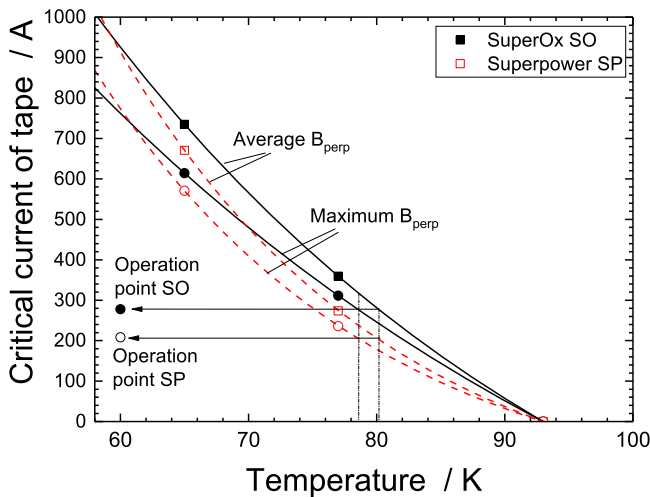 Critical current of tape / A
1000
900
800
700
600
500
400
300
200
100
0
SuperOx SO
Superpower SP
Average B_perp
Maximum B_perp
Operation
point SO
Operation
point SP
60
70
80
90
100
Temperature / K